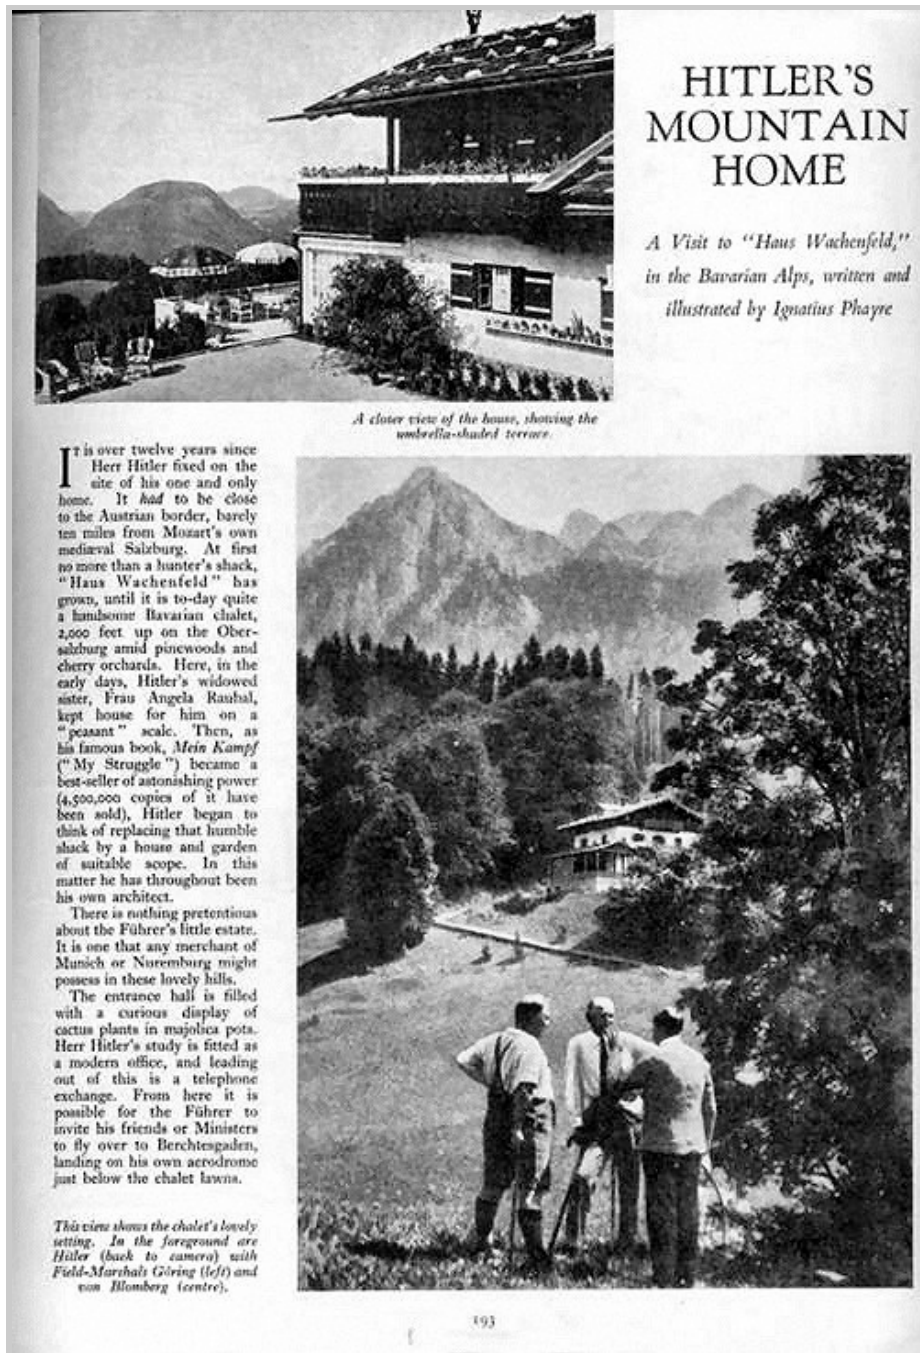 HITLER'S
MOUNTAIN
HOME
A Visit to "Haus Wachenfeld,"
in the Bavarian Alps, written and
illustrated by Ignatius Phayre
A closer view of the house, showing the
umbrella-shaded terrace.
IT is over twelve years since
Herr Hitler fixed on the
site of his one and only
home. It had to be close
to the Austrian border, barely
ten miles from Mozart's own
mediæval Salzburg. At first
no more than a hunter's shack,
"Haus Wachenfeld" has
grown, until it is to-day quite
a handsome Bavarian chalet,
2,000 feet up on the Ober-
salzburg amid pinewoods and
cherry orchards. Here, in the
early days, Hitler's widowed
sister, Frau Angela Raubal,
kept house for him on a
"peasant" scale. Then, as
his famous book, Mein Kampf
("My Struggle") became a
best-seller of astonishing power
(4,500,000 copies of it have
been sold), Hitler began to
think of replacing that humble
shack by a house and garden
of suitable scope. In this
matter he has throughout been
his own architect.
There is nothing pretentious
about the Führer's little estate.
It is one that any merchant of
Munich or Nuremburg might
possess in these lovely hills.
The entrance hall is filled
with a curious display of
cactus plants in majolica pots.
Herr Hitler's study is fitted as
a modern office, and leading
out of this is a telephone
exchange. From here it is
possible for the Führer to
invite his friends or Ministers
to fly over to Berchtesgaden,
landing on his own aerodrome
just below the chalet lawns.
This view shows the chalet's lovely
setting. In the foreground are
Hitler (back to camera) with
Field-Marshals Göring (left) and
von Blomberg (centre).
193